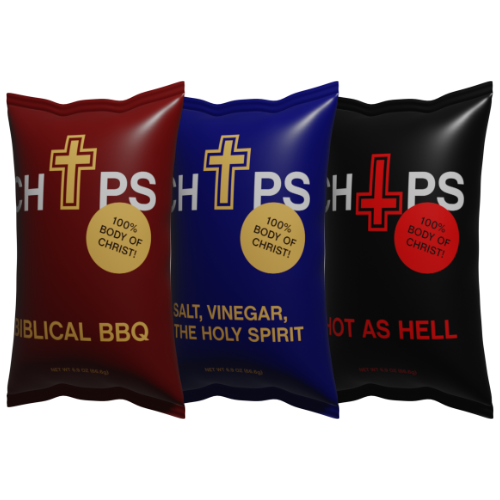 CH PS
100%
BODY OF
CHRIST!
BIBLICAL BBQ
CH PS
100%
BODY OF
CHRIST!
SALT, VINEGAR,
THE HOLY SPIRIT
CH PS
100%
BODY OF
CHRIST!
HOT AS HELL